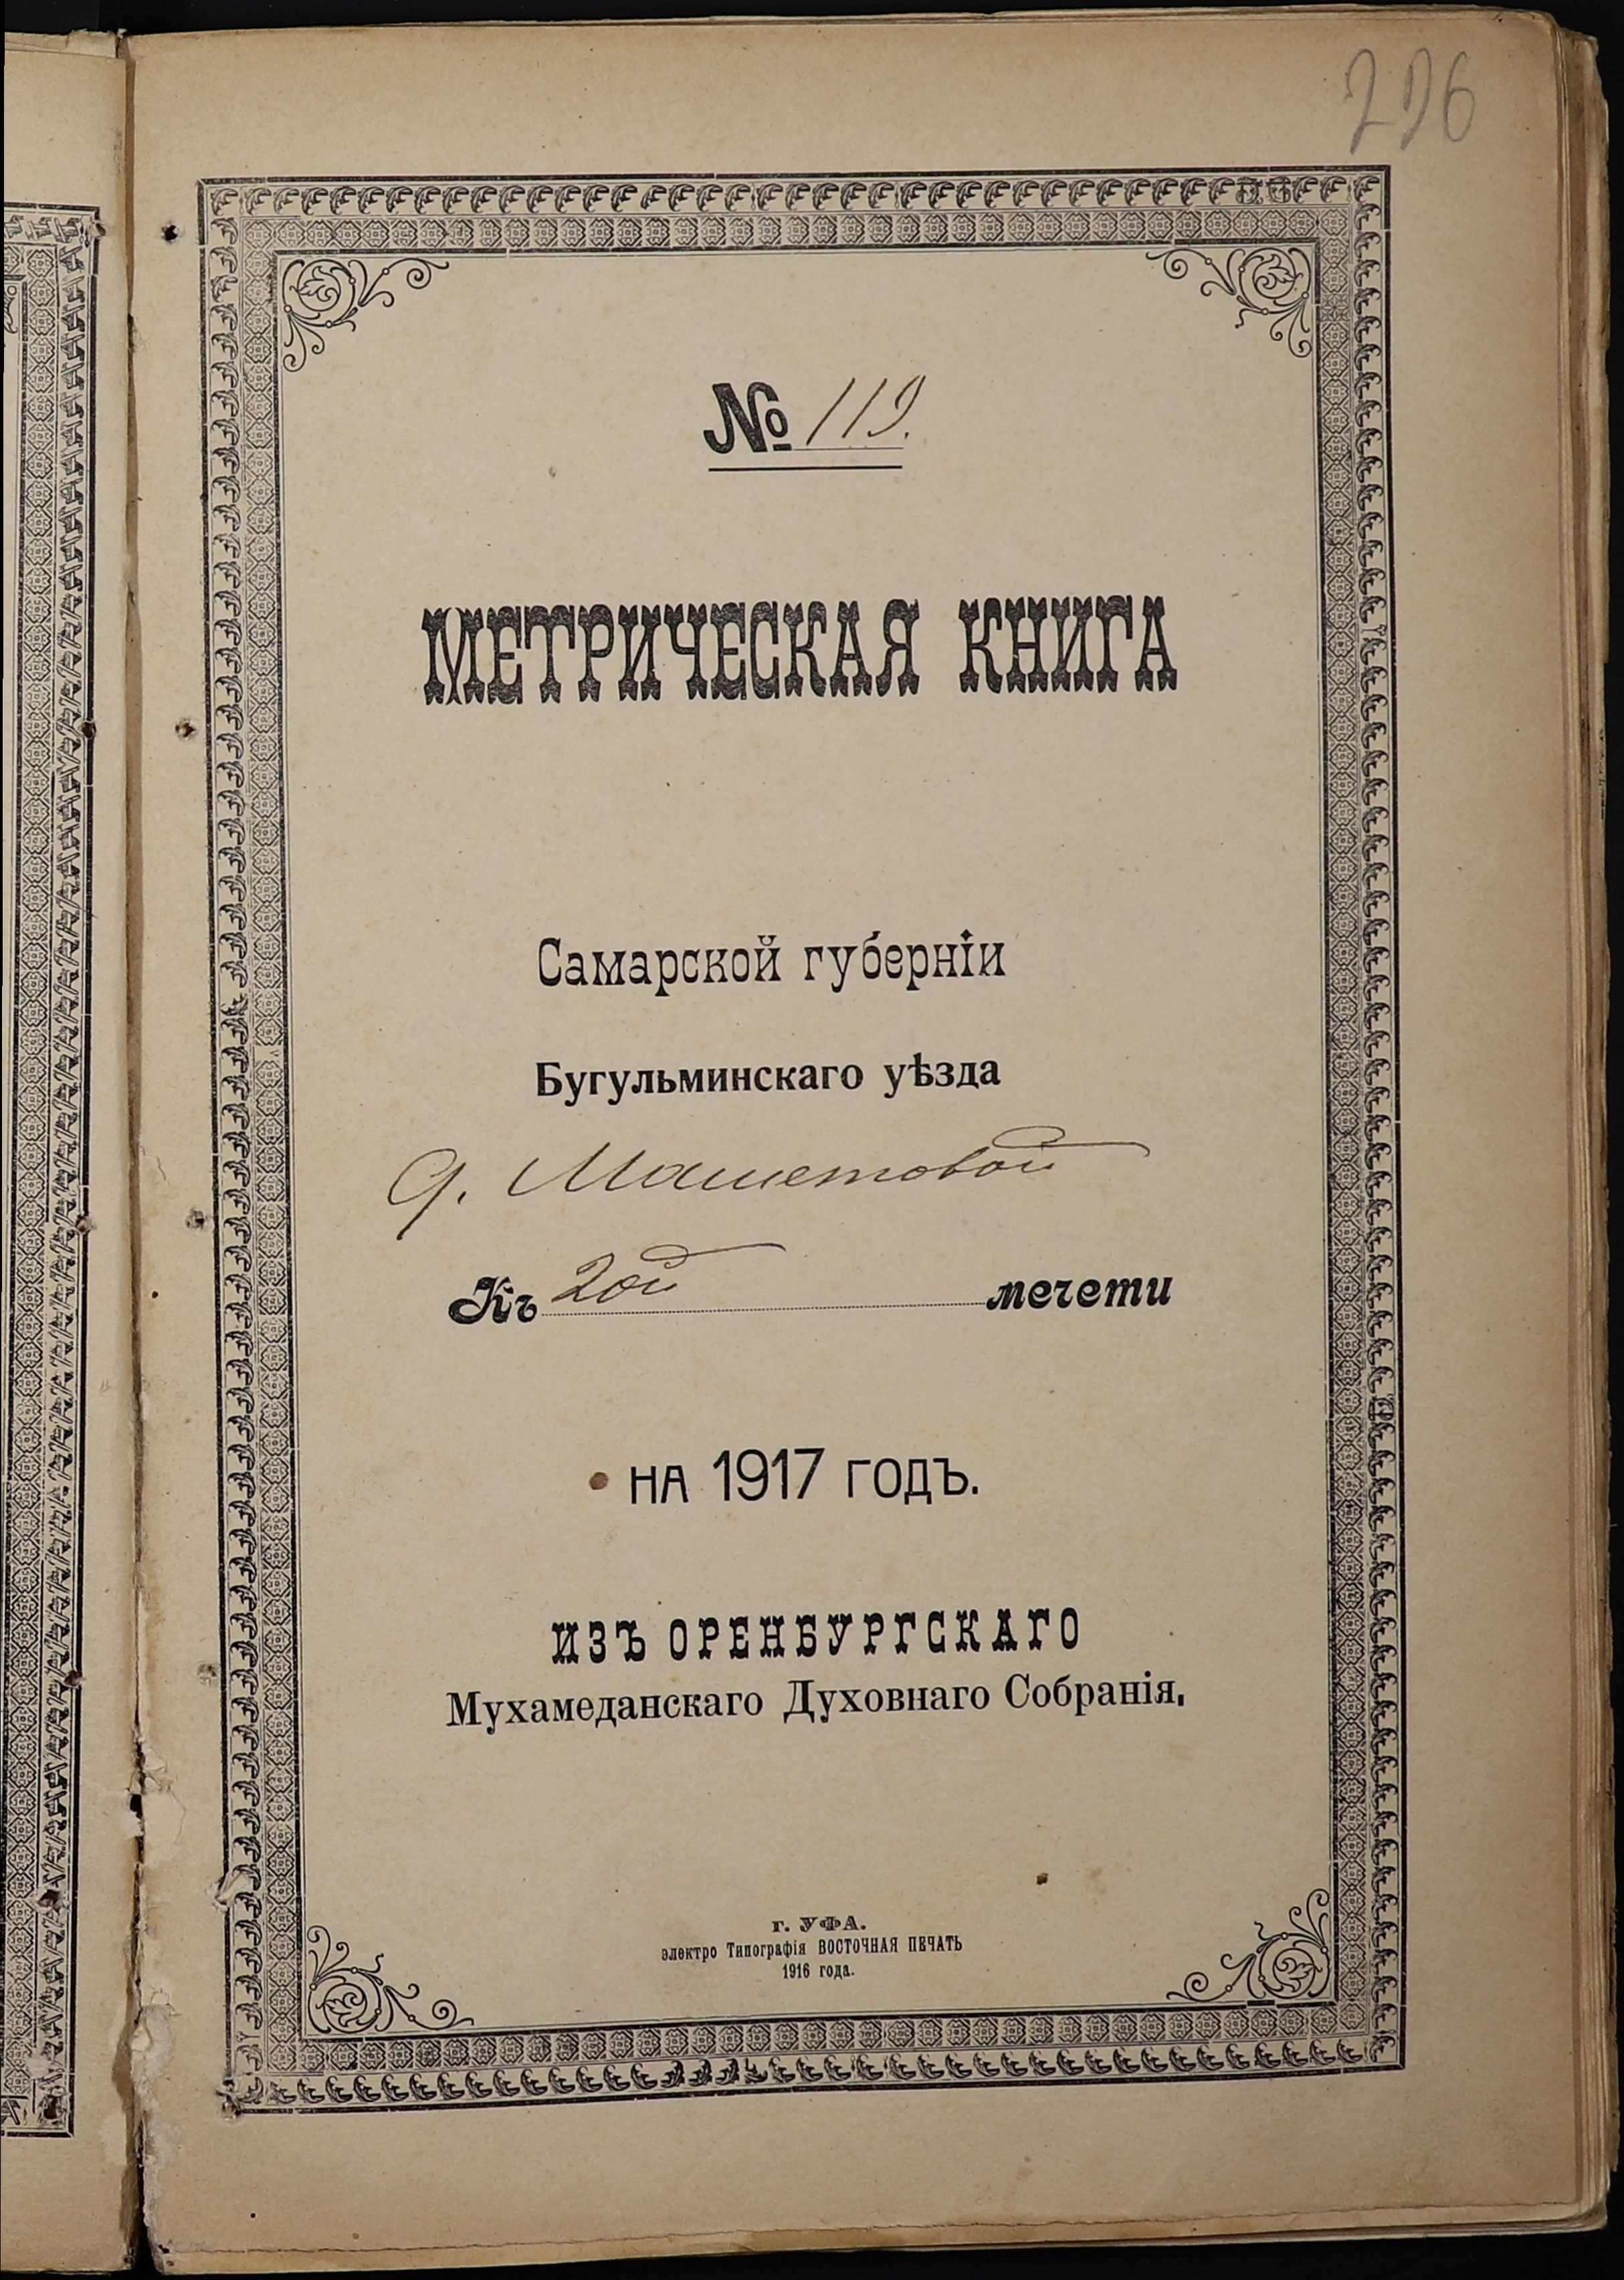 226
№ 119.
МЕТРИЧЕСКАЯ КНИГА
Самарской губерніи
Бугульминскаго уѣзда
д. Машетовой
Къ 2ой мечети
НА 1917 ГОДЪ.
ИЗЪ ОРЕНБУРГСКАГО
Мухамеданскаго Духовнаго Собранія.
г. УФА.
электро Типографія ВОСТОЧНАЯ ПЕЧАТЬ
1916 года.